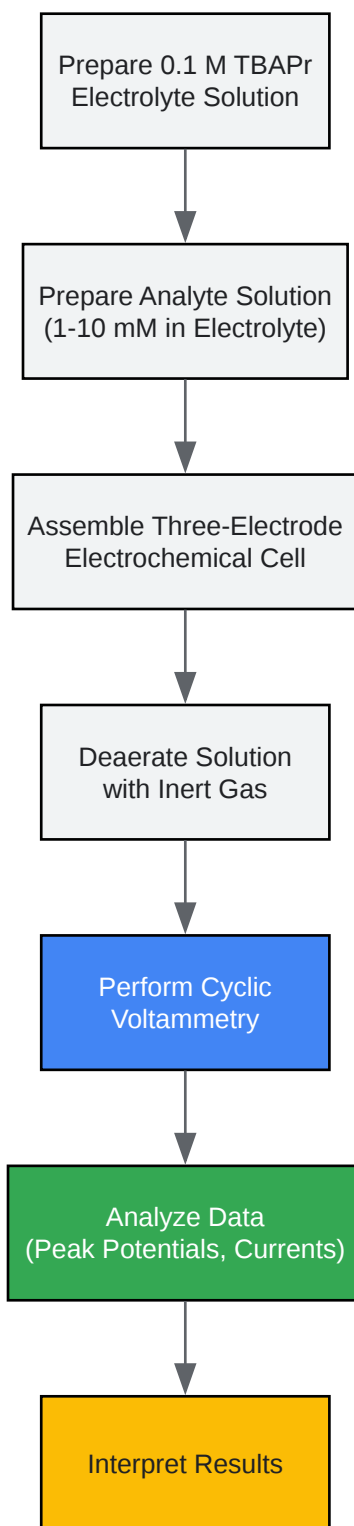 Prepare 0.1 M TBAPr
Electrolyte Solution
Prepare Analyte Solution
(1-10 mM in Electrolyte)
Assemble Three-Electrode
Electrochemical Cell
Deaerate Solution
with Inert Gas
Perform Cyclic
Voltammetry
Analyze Data
(Peak Potentials, Currents)
Interpret Results